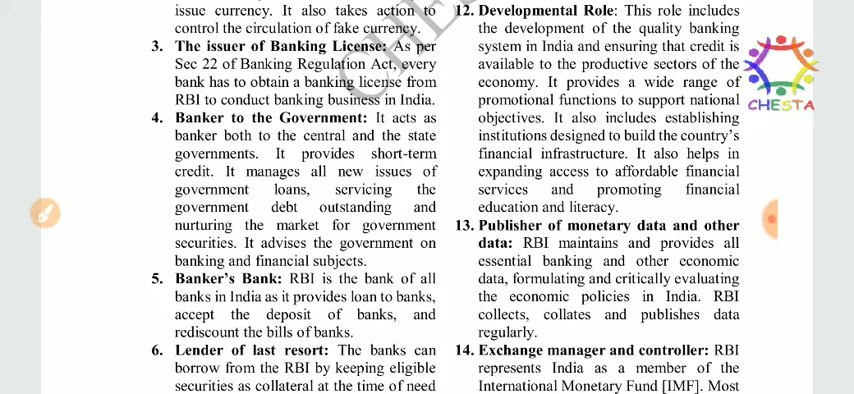 issue currency. It also takes action to
control the circulation of fake currency.
3. The issuer of Banking License: As per
Sec 22 of Banking Regulation Act, every
bank has to obtain a banking license from
RBI to conduct banking business in India.
4. Banker to the Government: It acts as
banker both to the central and the state
governments. It provides short-term
credit. It manages all new issues of
government loans, servicing the
government debt outstanding and
nurturing the market for government
securities. It advises the government on
banking and financial subjects.
5. Banker's Bank: RBI is the bank of all
banks in India as it provides loan to banks,
accept the deposit of banks, and
rediscount the bills of banks.
6. Lender of last resort: The banks can
borrow from the RBI by keeping eligible
securities as collateral at the time of need
12. Developmental Role: This role includes
the development of the quality banking
system in India and ensuring that credit is
available to the productive sectors of the
economy. It provides a wide range of
promotional functions to support national
objectives. It also includes establishing
institutions designed to build the country's
financial infrastructure. It also helps in
expanding access to affordable financial
services and promoting financial
education and literacy.
13. Publisher of monetary data and other
data: RBI maintains and provides all
essential banking and other economic
data, formulating and critically evaluating
the economic policies in India. RBI
collects, collates and publishes data
regularly.
14. Exchange manager and controller: RBI
represents India as a member of the
International Monetary Fund [IMF]. Most
CHESTA